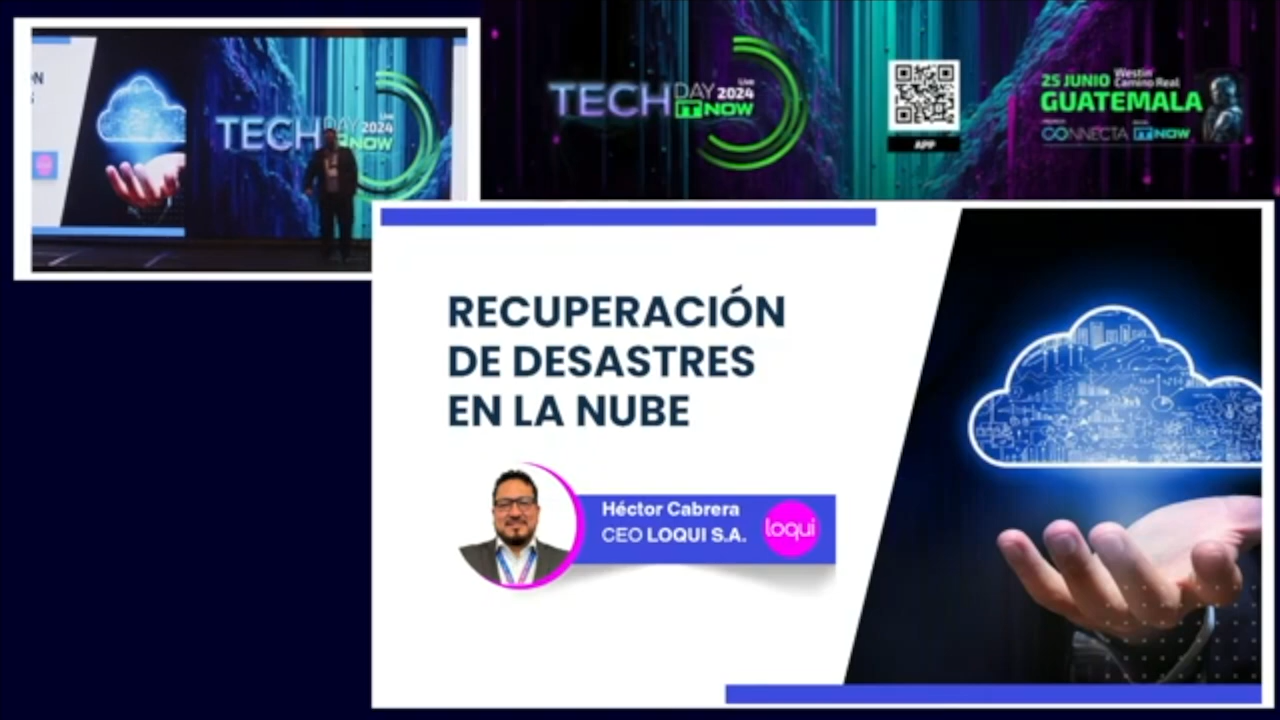 ON
S
TECH DAY 2024
Live
NOW
TECH DAY 2024
Live
IT NOW
APP
25 JUNIO Westin
Camino Real
GUATEMALA
CONNECTA IT NOW
RECUPERACIÓN
DE DESASTRES
EN LA NUBE
Héctor Cabrera
CEO LOQUI S.A.
loqui